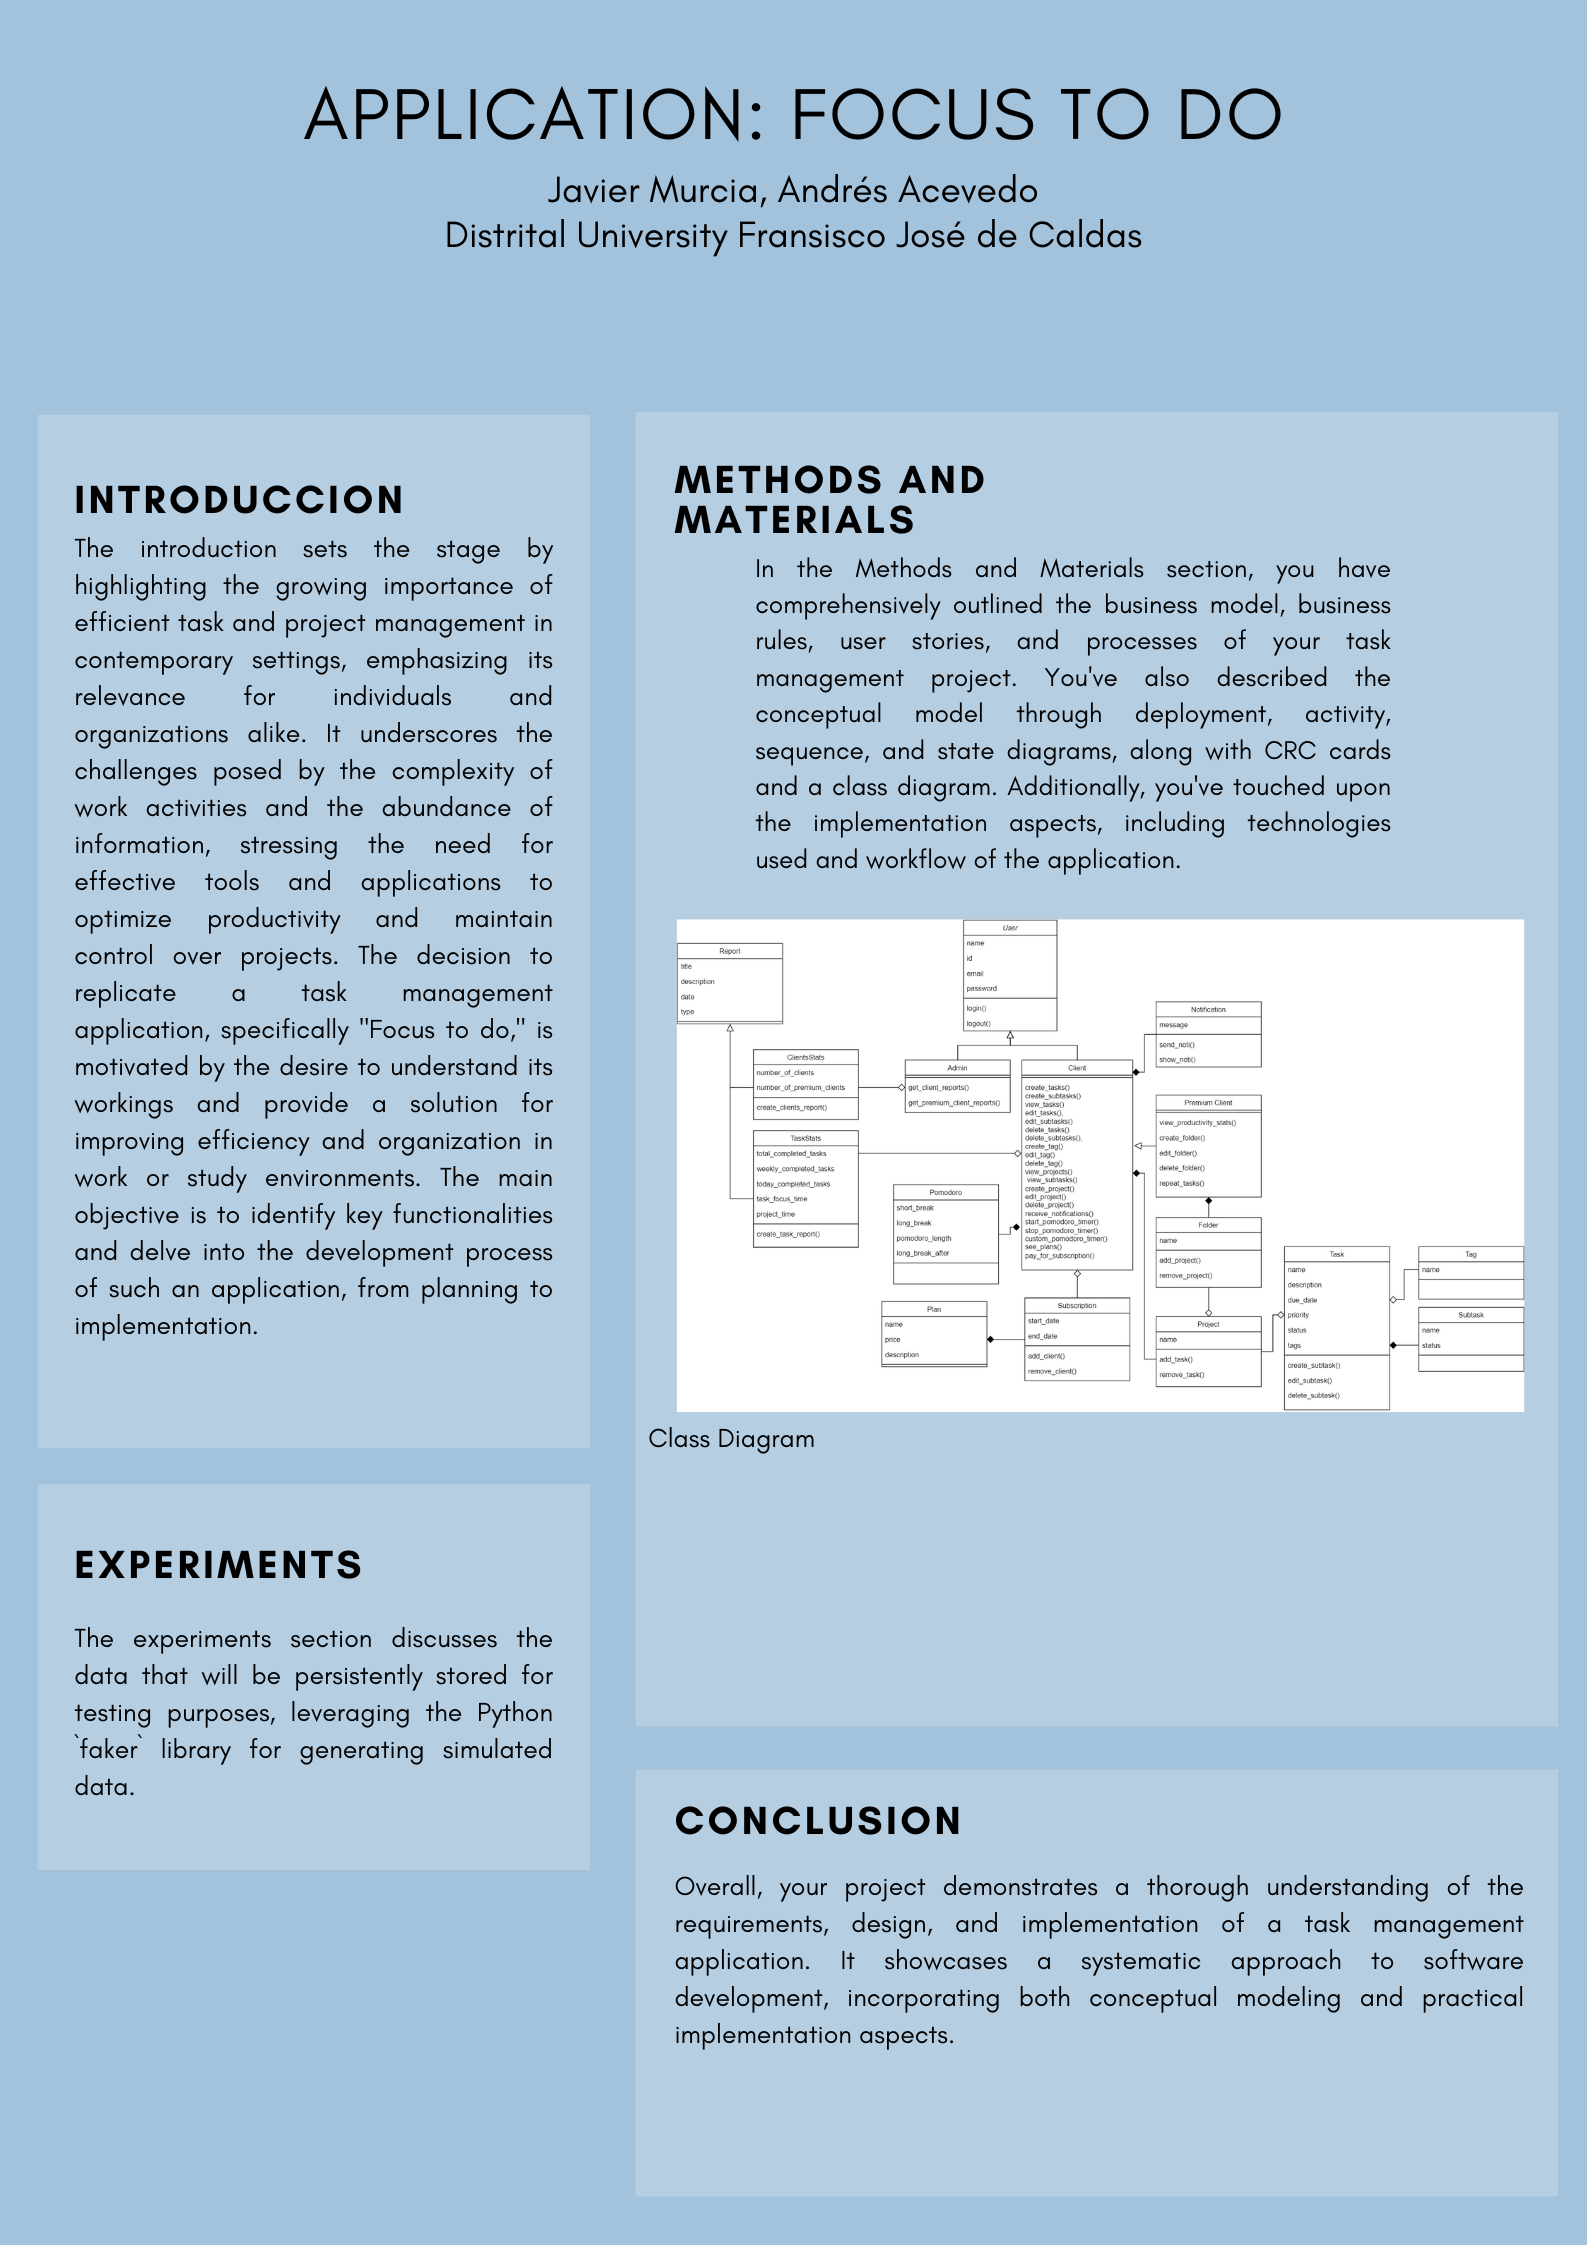 APPLICATION: FOCUS TO DO
Javier Murcia, Andrés Acevedo
Distrital University Fransisco José de Caldas
INTRODUCCION
The introduction sets the stage by
highlighting the growing importance of
efficient task and project management in
contemporary settings, emphasizing its
relevance for individuals and
organizations alike. It underscores the
challenges posed by the complexity of
work activities and the abundance of
information, stressing the need for
effective tools and applications to
optimize productivity and maintain
control over projects. The decision to
replicate a task management
application, specifically "Focus to do," is
motivated by the desire to understand its
workings and provide a solution for
improving efficiency and organization in
work or study environments. The main
objective is to identify key functionalities
and delve into the development process
of such an application, from planning to
implementation.
EXPERIMENTS
The experiments section discusses the
data that will be persistently stored for
testing purposes, leveraging the Python
`faker` library for generating simulated
data.
METHODS AND
MATERIALS
In the Methods and Materials section, you have
comprehensively outlined the business model, business
rules, user stories, and processes of your task
management project. You've also described the
conceptual model through deployment, activity,
sequence, and state diagrams, along with CRC cards
and a class diagram. Additionally, you've touched upon
the implementation aspects, including technologies
used and workflow of the application.
User
name
id
email
password
login()
logout()
Report
title
description
date
type
Notification
message
send_noti()
show_noti()
ClientsStats
number_of_clients
number_of_premium_clients
create_clients_report()
Admin
get_client_reports()
get_premium_client_reports()
Client
create_tasks()
create_subtasks()
view_tasks()
edit_tasks(),
edit_subtasks()
delete_tasks()
delete_subtasks(),
create_tag()
edit_tag()
delete_tag()
view_projects()
view_subtasks()
create_project()
edit_project()
delete_project()
receive_notifications()
start_pomodoro_timer()
stop_pomodoro_timer()
custom_pomodoro_timer()
see_plans()
pay_for_subscription()
Premium Client
view_productivity_stats()
create_folder()
edit_folder()
delete_folder()
repeat_tasks()
TaskStats
total_completed_tasks
weekly_completed_tasks
today_completed_tasks
task_focus_time
project_time
create_task_report()
Pomodoro
short_break
long_break
pomodoro_length
long_break_after
Folder
name
add_project()
remove_project()
Task
name
description
due_date
priority
status
tags
create_subtask()
edit_subtask()
delete_subtask()
Tag
name
Subtask
name
status
Plan
name
price
description
Subscription
start_date
end_date
add_client()
remove_client()
Project
name
add_task()
remove_task()
Class Diagram
CONCLUSION
Overall, your project demonstrates a thorough understanding of the
requirements, design, and implementation of a task management
application. It showcases a systematic approach to software
development, incorporating both conceptual modeling and practical
implementation aspects.